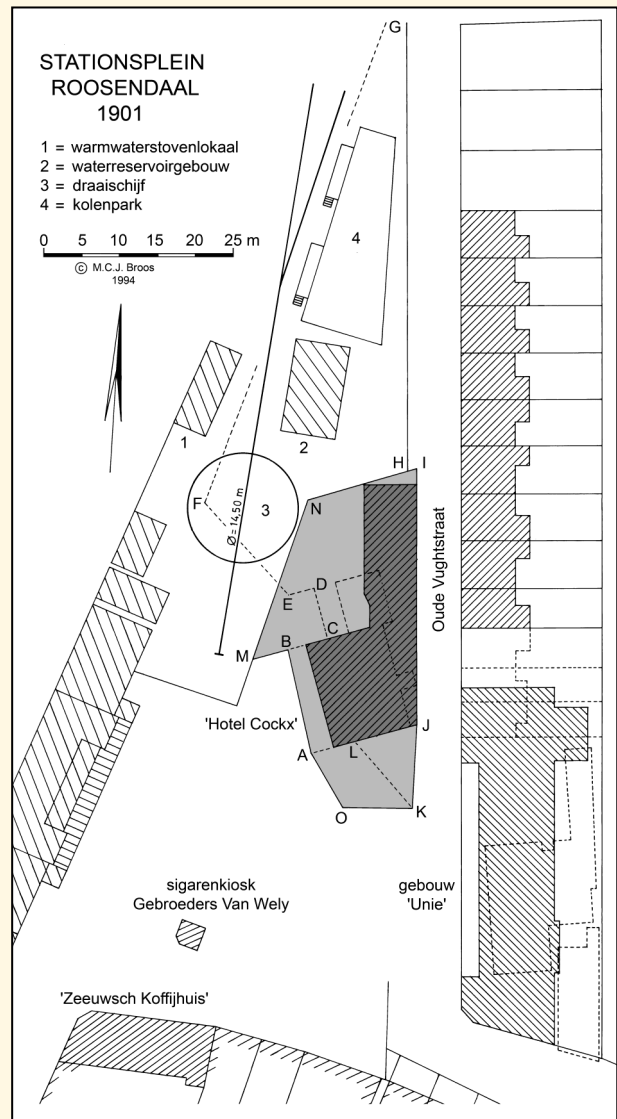 STATIONSPLEIN
ROOSENDAAL
1901
1 = warmwaterstovenlokaal
2 = waterreservoirgebouw
3 = draaischijf
4 = kolenpark
0 5 10 15 20 25 m
© M.C.J. Broos
1994
G
4
1
2
H I
F
3
N
Ø = 14.50 m
Oude Vughtstraat
D
E
C
B
M
'Hotel Cockx'
J
A
L
O
K
sigarenkiosk
Gebroeders Van Wely
gebouw
'Unie'
'Zeeuwsch Koffijhuis'